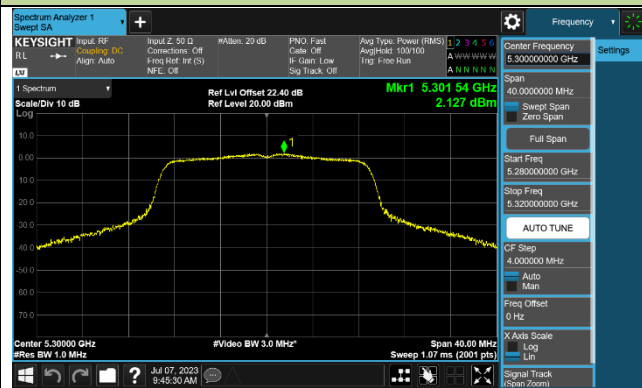 Spectrum Analyzer 1
Swept SA
Frequency
KEYSIGHT
RL
LXI
Input: RF
Coupling: DC
Align: Auto
Input Z: 50 Ω
Corrections: Off
Freq Ref: Int (S)
NFE: Off
#Atten: 20 dB
PNO: Fast
Gate: Off
IF Gain: Low
Sig Track: Off
Avg Type: Power (RMS)
Avg|Hold: 100/100
Trig: Free Run
1 2 3 4 5 6
A W W W W W
A N N N N N
Center Frequency
5.300000000 GHz
Settings
Span
40.0000000 MHz
Swept Span
Zero Span
Full Span
Start Freq
5.280000000 GHz
Stop Freq
5.320000000 GHz
AUTO TUNE
CF Step
4.000000 MHz
Auto
Man
Freq Offset
0 Hz
X Axis Scale
Log
Lin
Signal Track
(Span Zoom)
1 Spectrum
Scale/Div 10 dB
Log
Ref Lvl Offset 22.40 dB
Ref Level 20.00 dBm
Mkr1 5.301 54 GHz
2.127 dBm
1
10.0
0.00
-10.0
-20.0
-30.0
-40.0
-50.0
-60.0
-70.0
Center 5.30000 GHz
#Res BW 1.0 MHz
#Video BW 3.0 MHz*
Span 40.00 MHz
Sweep 1.07 ms (2001 pts)
?
Jul 07, 2023
9:45:30 AM